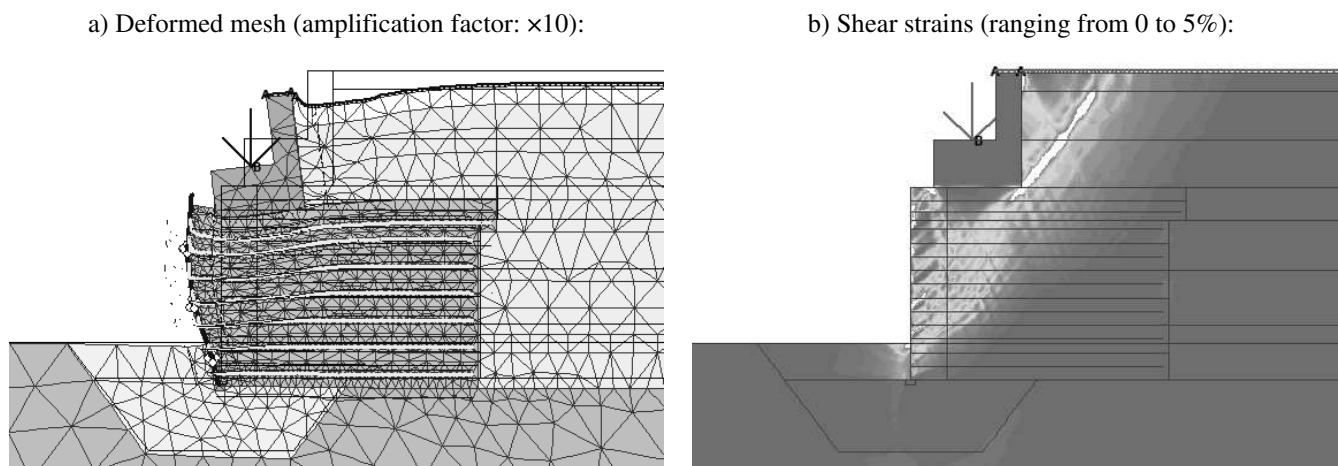 a) Deformed mesh (amplification factor: ×10):
b) Shear strains (ranging from 0 to 5%):
A A
A A
B